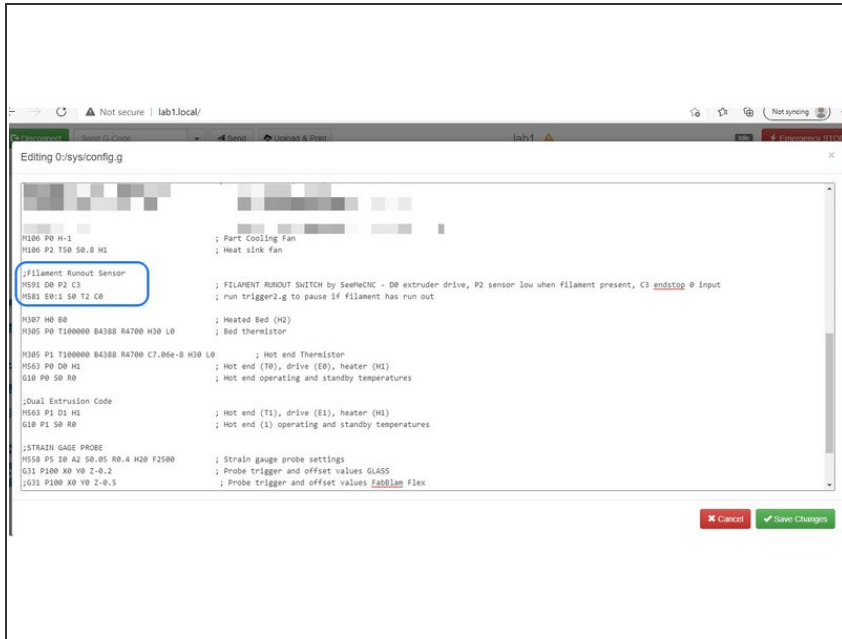 Not secure | lab1.local/
Not syncing
Disconnect Send G-Code... Send Upload & Print lab1 Idle Emergency STOP
Editing 0:/sys/config.g
M106 P0 H-1 ; Part Cooling Fan
M106 P2 T50 S0.8 H1 ; Heat sink fan
;Filament Runout Sensor
M591 D0 P2 C3 ; FILAMENT RUNOUT SWITCH by SeeMeCNC - D0 extruder drive, P2 sensor low when filament present, C3 endstop 0 input
M581 E0:1 S0 T2 C0 ; run trigger2.g to pause if filament has run out
M307 H0 B0 ; Heated Bed (H2)
M305 P0 T100000 B4388 R4700 H30 L0 ; Bed thermistor
M305 P1 T100000 B4388 R4700 C7.06e-8 H30 L0 ; Hot end Thermistor
M563 P0 D0 H1 ; Hot end (T0), drive (E0), heater (H1)
G10 P0 S0 R0 ; Hot end operating and standby temperatures
;Dual Extrusion Code
M563 P1 D1 H1 ; Hot end (T1), drive (E1), heater (H1)
G10 P1 S0 R0 ; Hot end (1) operating and standby temperatures
;STRAIN GAGE PROBE
M558 P5 I0 A2 S0.05 R0.4 H20 F2500 ; Strain gauge probe settings
G31 P100 X0 Y0 Z-0.2 ; Probe trigger and offset values GLASS
;G31 P100 X0 Y0 Z-0.5 ; Probe trigger and offset values FabBlam Flex
Cancel Save Changes